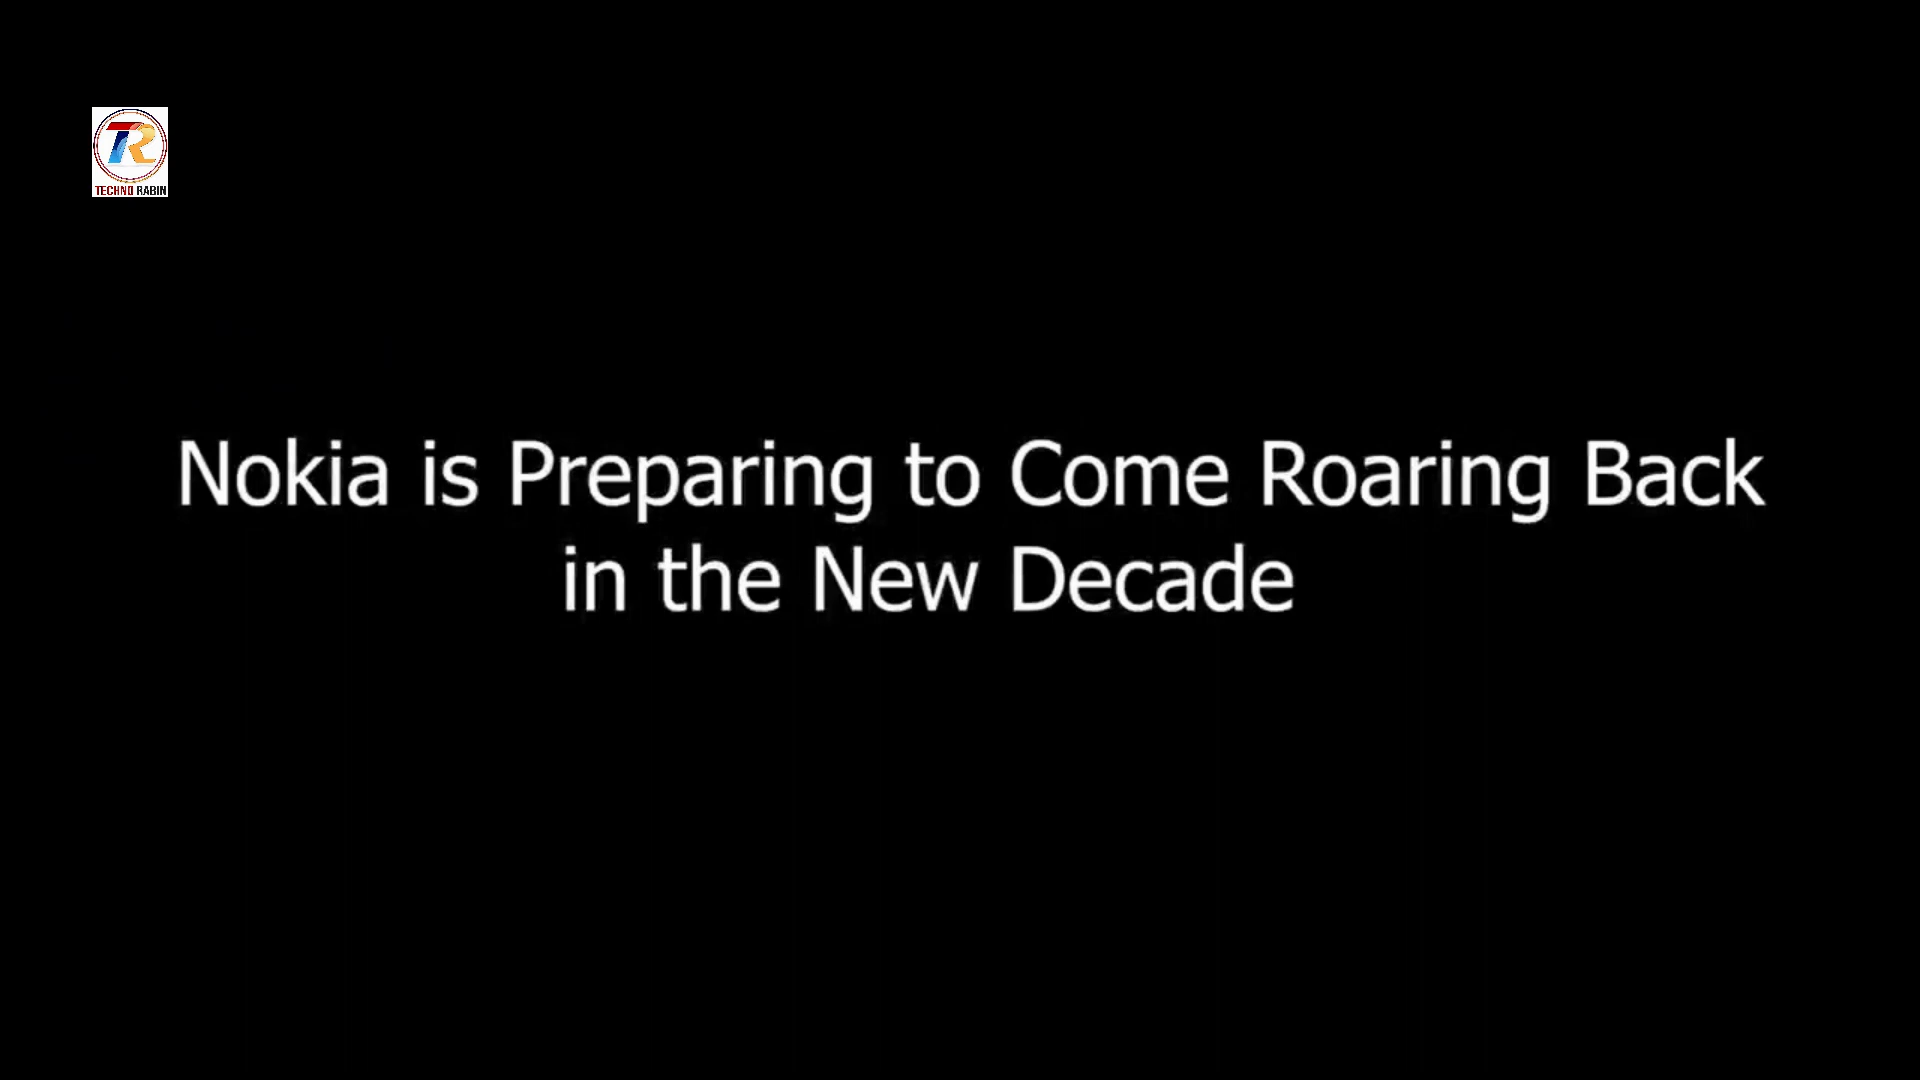 TR
TECHNO RABIN
Nokia is Preparing to Come Roaring Back
in the New Decade